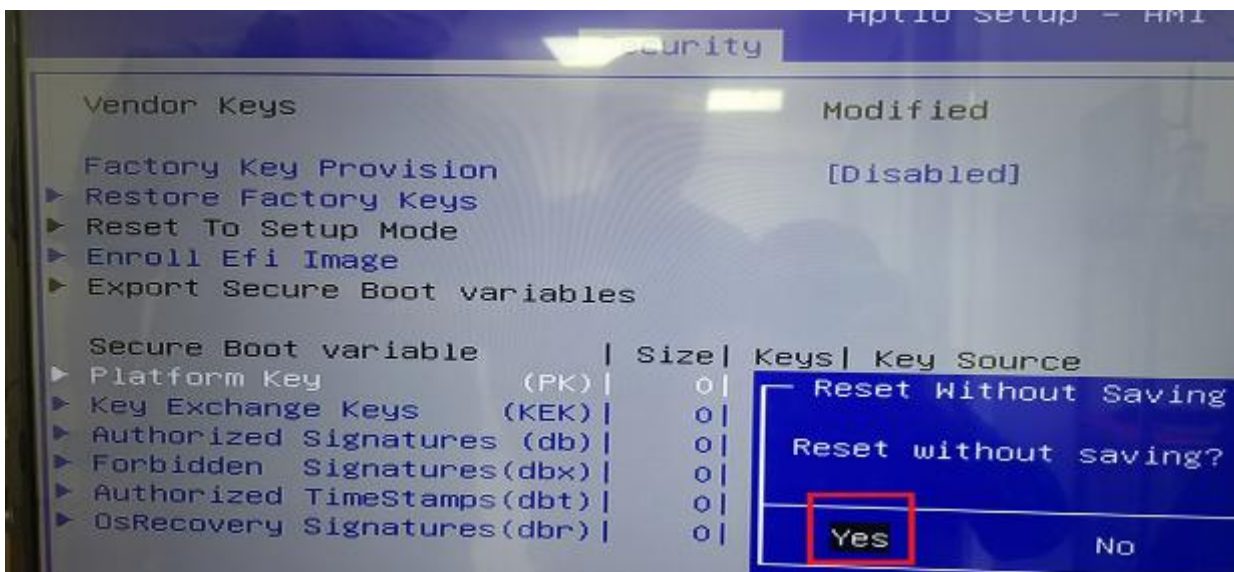 Aptio Setup - AMI
Security
Vendor Keys Modified
Factory Key Provision [Disabled]
Restore Factory Keys
Reset To Setup Mode
Enroll Efi Image
Export Secure Boot variables
Secure Boot variable | Size| Keys| Key Source
Platform Key (PK)| 0|
Key Exchange Keys (KEK)| 0|
Authorized Signatures (db)| 0|
Forbidden Signatures(dbx)| 0|
Authorized TimeStamps(dbt)| 0|
OsRecovery Signatures(dbr)| 0|
Reset Without Saving
Reset without saving?
Yes No